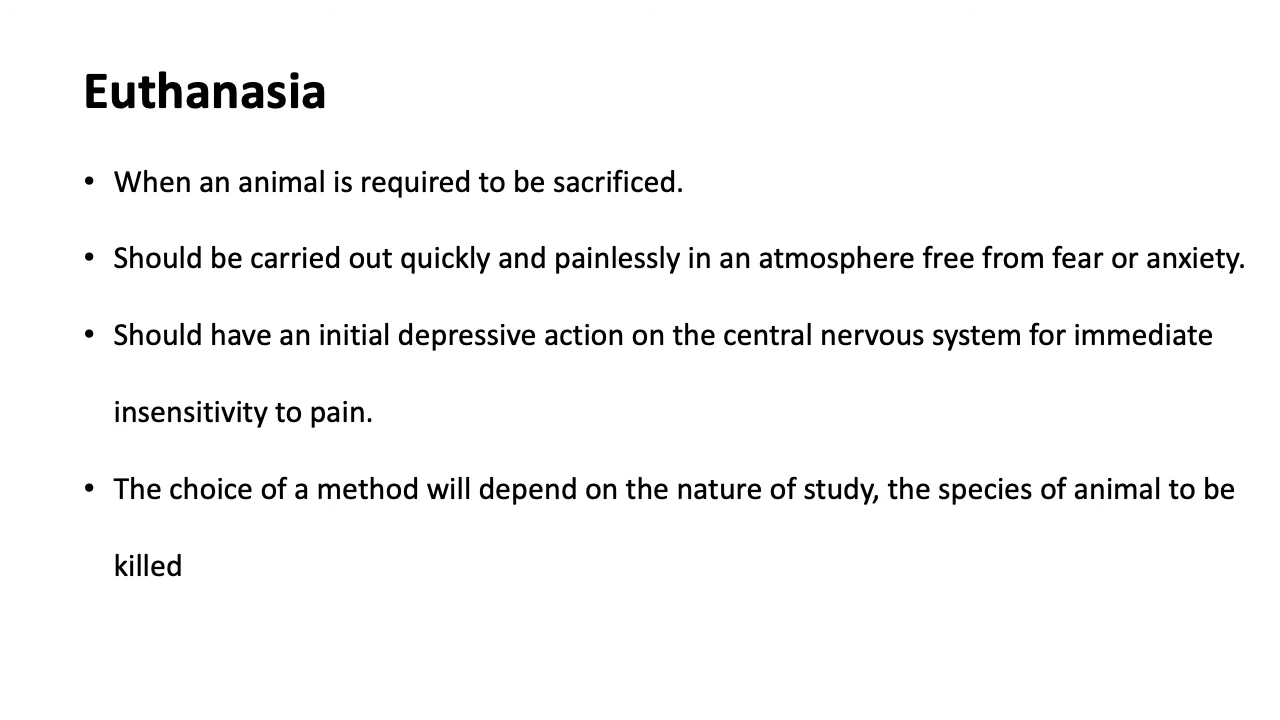 Euthanasia
• When an animal is required to be sacrificed.
• Should be carried out quickly and painlessly in an atmosphere free from fear or anxiety.
• Should have an initial depressive action on the central nervous system for immediate
insensitivity to pain.
• The choice of a method will depend on the nature of study, the species of animal to be
killed